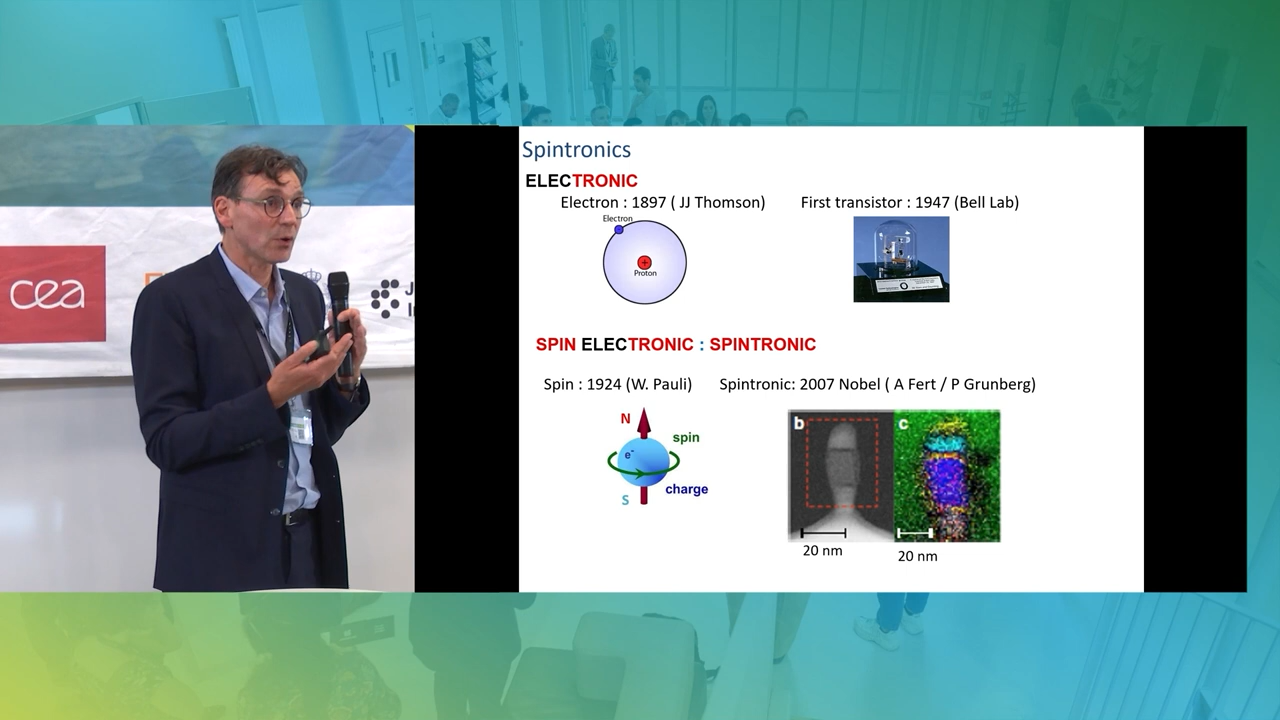 cea
Spintronics
ELECTRONIC
Electron : 1897 ( JJ Thomson)
First transistor : 1947 (Bell Lab)
Electron
+
Proton
SPIN ELECTRONIC : SPINTRONIC
Spin : 1924 (W. Pauli)
Spintronic: 2007 Nobel ( A Fert / P Grunberg)
N
spin
e-
S
charge
b
c
20 nm
20 nm